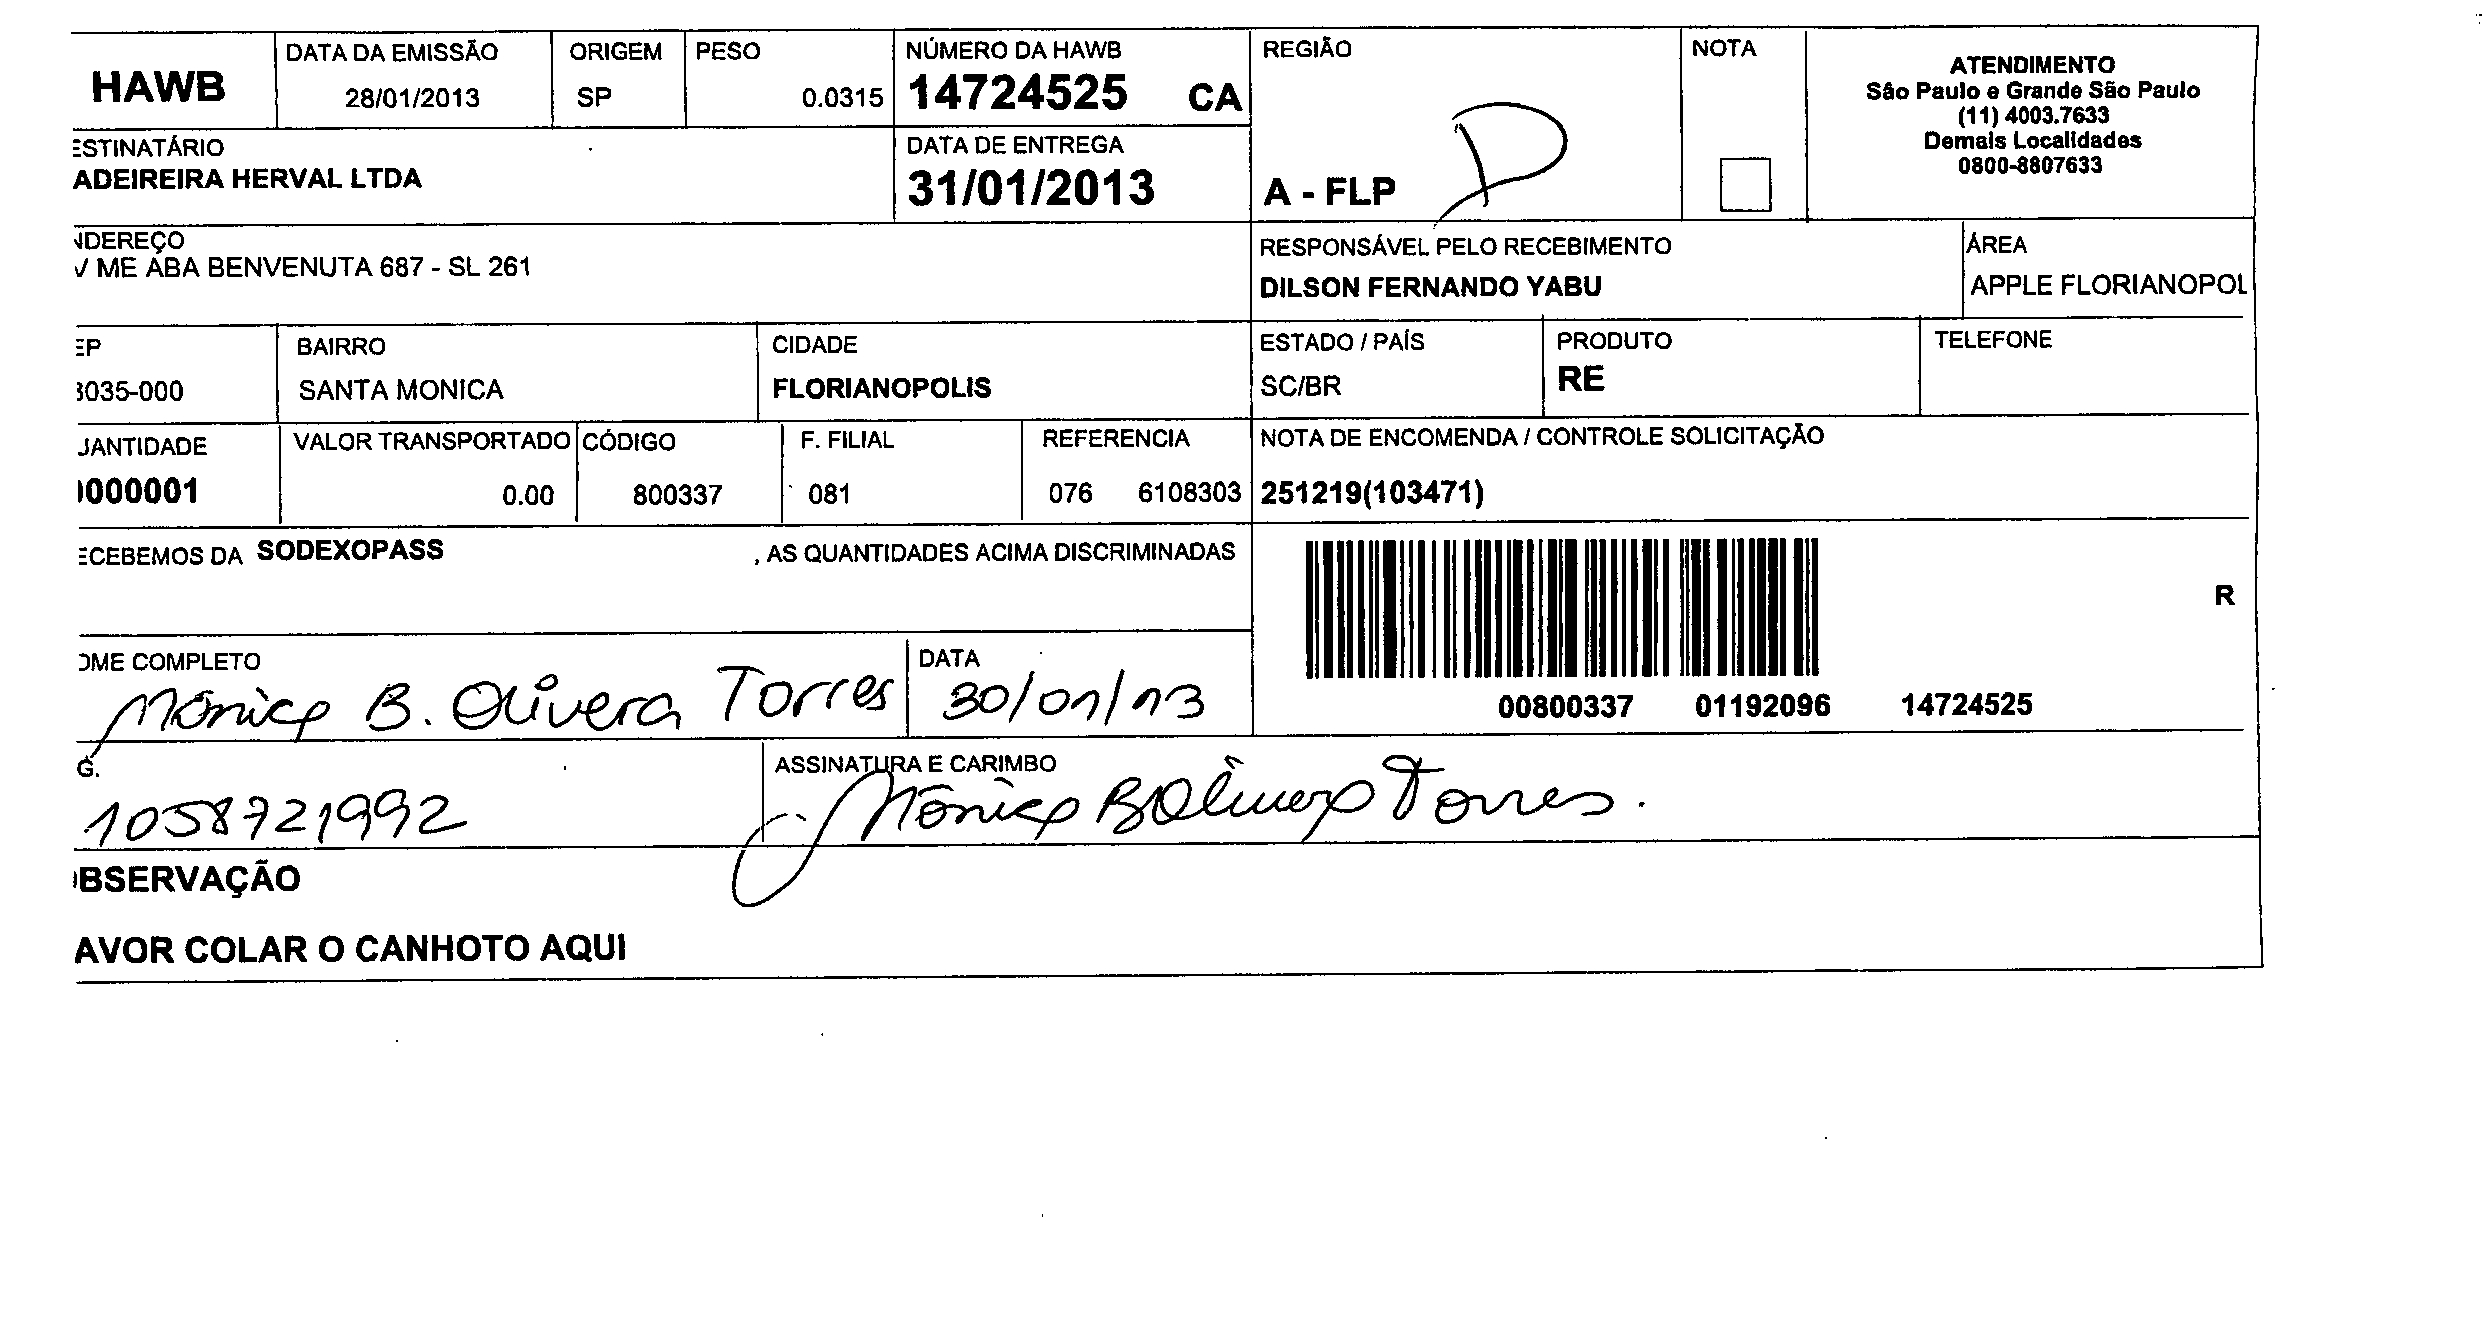 HAWB
DATA DA EMISSÃO
28/01/2013
ORIGEM
SP
PESO
0.0315
NÚMERO DA HAWB
14724525 CA
REGIÃO
A - FLP
NOTA
ATENDIMENTO
São Paulo e Grande São Paulo
(11) 4003.7633
Demais Localidades
0800-8807633
ESTINATÁRIO
ADEIREIRA HERVAL LTDA
DATA DE ENTREGA
31/01/2013
NDEREÇO
V ME ABA BENVENUTA 687 - SL 261
RESPONSÁVEL PELO RECEBIMENTO
DILSON FERNANDO YABU
ÁREA
APPLE FLORIANOPOL
EP
8035-000
BAIRRO
SANTA MONICA
CIDADE
FLORIANOPOLIS
ESTADO / PAÍS
SC/BR
PRODUTO
RE
TELEFONE
UANTIDADE
0000001
VALOR TRANSPORTADO
0.00
CÓDIGO
800337
F. FILIAL
081
REFERENCIA
076 6108303
NOTA DE ENCOMENDA / CONTROLE SOLICITAÇÃO
251219(103471)
ECEBEMOS DA SODEXOPASS , AS QUANTIDADES ACIMA DISCRIMINADAS
R
00800337 01192096 14724525
OME COMPLETO
Mônica B. Olivera Torres
DATA
30/01/13
G.
1058721992
ASSINATURA E CARIMBO
Mônica B Olivera Torres.
BSERVAÇÃO
AVOR COLAR O CANHOTO AQUI